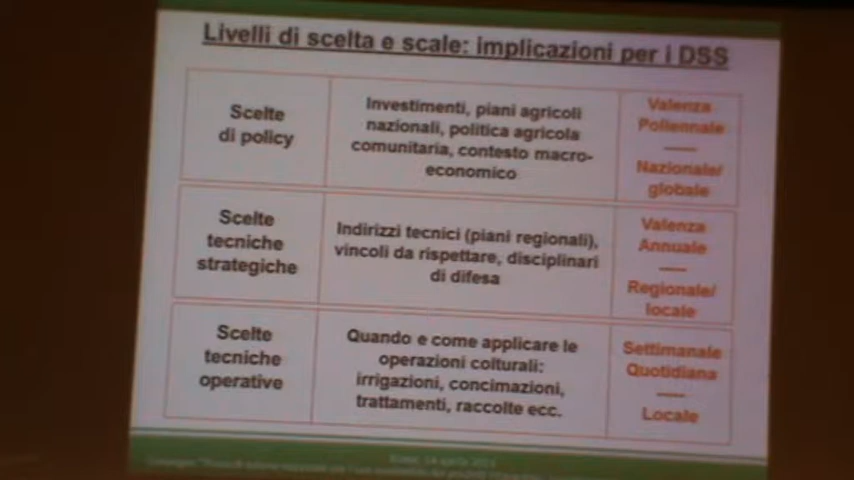 Livelli di scelta e scale: implicazioni per i DSS
Scelte
di policy
Investimenti, piani agricoli
nazionali, politica agricola
comunitaria, contesto macro-
economico
Valenza
Poliennale
Nazionale/
globale
Scelte
tecniche
strategiche
Indirizzi tecnici (piani regionali),
vincoli da rispettare, disciplinari
di difesa
Valenza
Annuale
Regionale/
locale
Scelte
tecniche
operative
Quando e come applicare le
operazioni colturali:
irrigazioni, concimazioni,
trattamenti, raccolte ecc.
Settimanale
Quotidiana
Locale